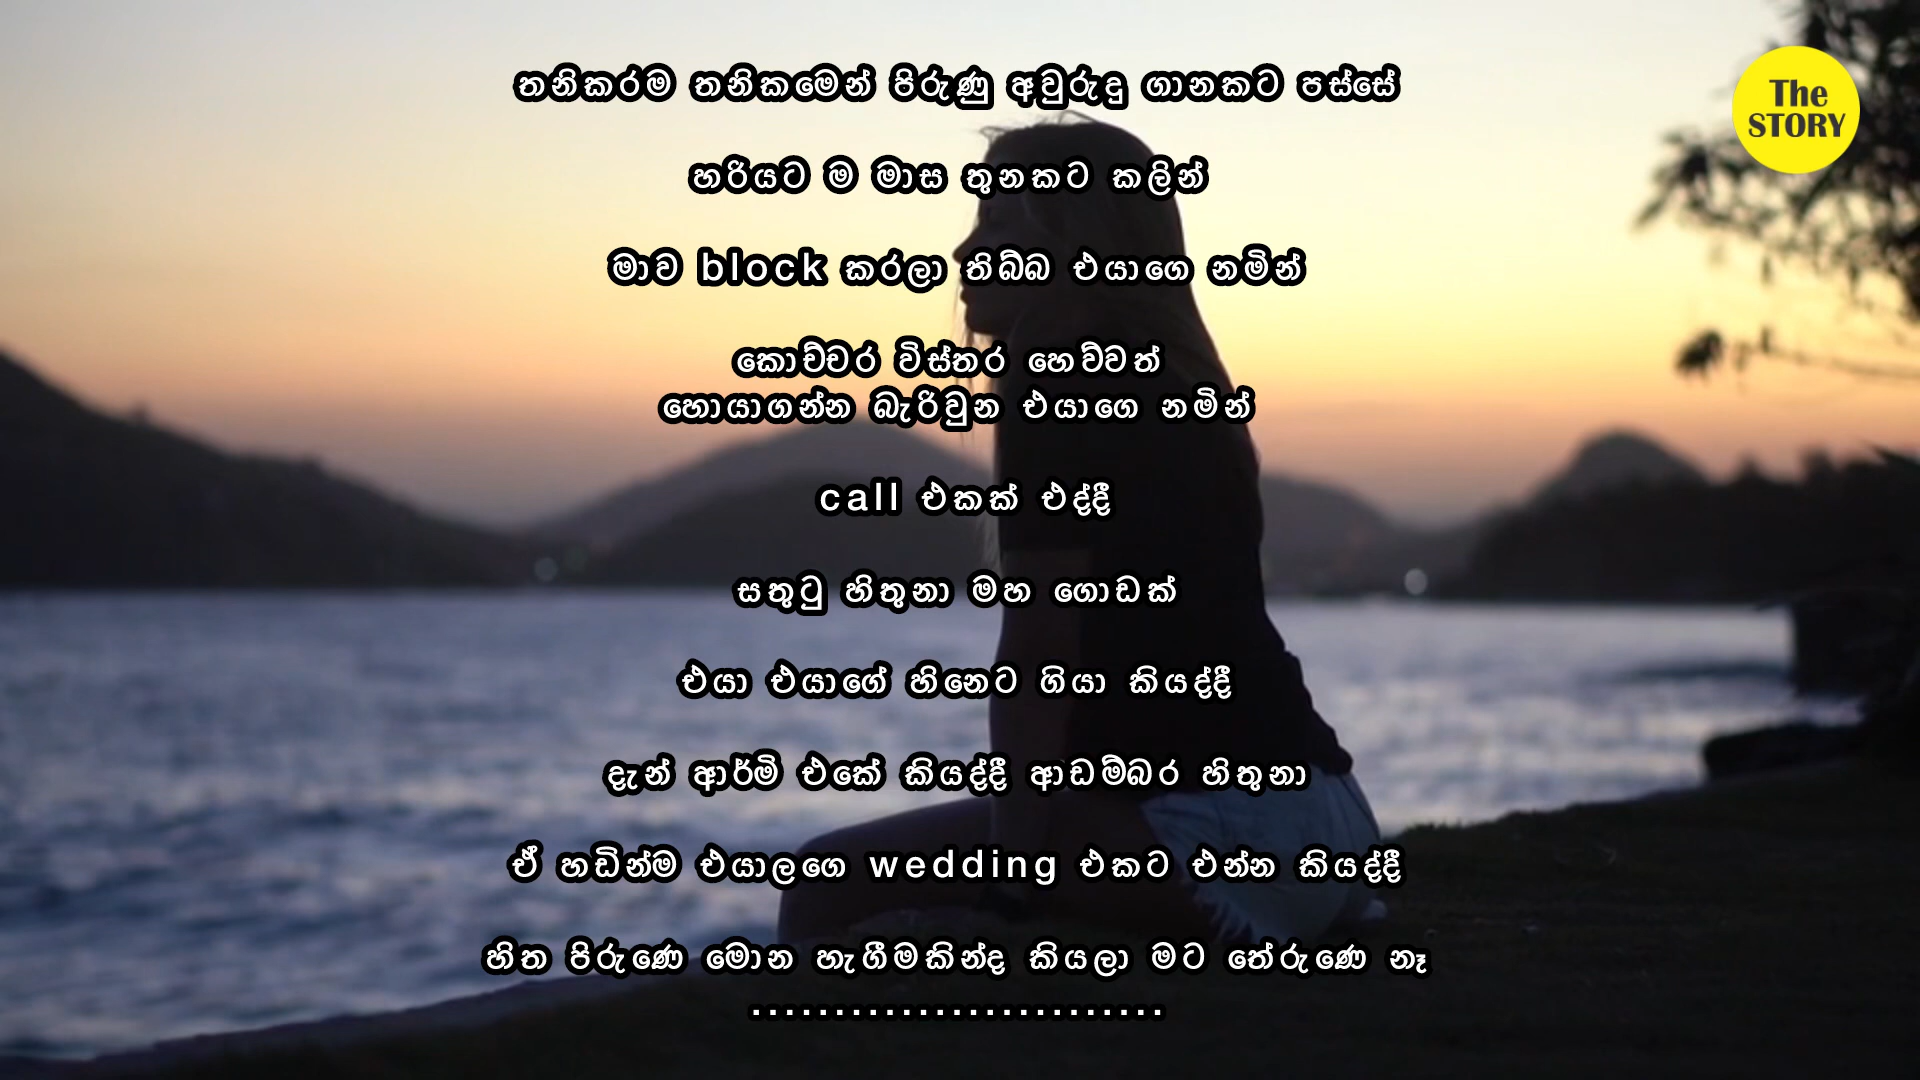 තනිකරම තනිකමෙන් පිරුණු අවුරුදු ගානකට පස්සේ
The
STORY
හරියට ම මාස තුනකට කලින්
මාව block කරලා තිබ්බ එයාගෙ නමින්
කොච්චර විස්තර හෙව්වත්
හොයාගන්න බැරිවුන එයාගෙ නමින්
call එකක් එද්දී
සතුටු හිතුනා මහ ගොඩක්
එයා එයාගේ හිනෙට ගියා කියද්දී
දැන් ආර්මි එකේ කියද්දී ආඩම්බර හිතුනා
ඒ හඩින්ම එයාලගෙ wedding එකට එන්න කියද්දී
හිත පිරුණෙ මොන හැගීමකින්ද කියලා මට තේරුණෙ නෑ
.........................